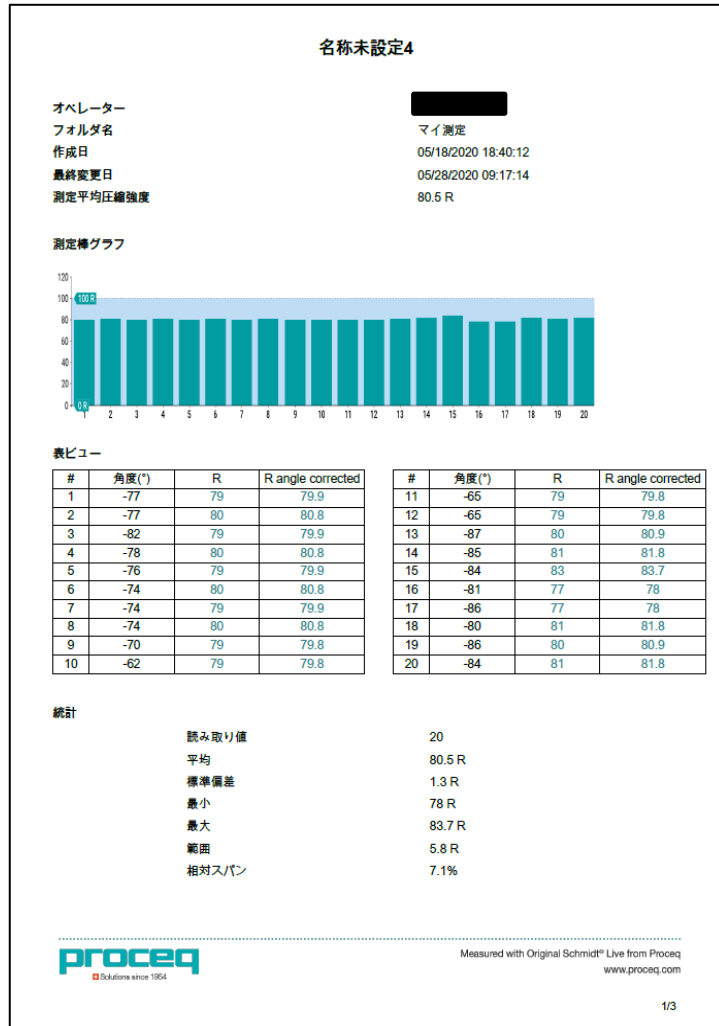 名称未設定4
オペレーター
フォルダ名 マイ測定
作成日 05/18/2020 18:40:12
最終変更日 05/28/2020 09:17:14
測定平均圧縮強度 80.5 R
測定棒グラフ
120
100 100 R
80
60
40
20
0 0 R
1 2 3 4 5 6 7 8 9 10 11 12 13 14 15 16 17 18 19 20
表ビュー
# 角度(°) R R angle corrected
1 -77 79 79.9
2 -77 80 80.8
3 -82 79 79.9
4 -78 80 80.8
5 -76 79 79.9
6 -74 80 80.8
7 -74 79 79.9
8 -74 80 80.8
9 -70 79 79.8
10 -62 79 79.8
# 角度(°) R R angle corrected
11 -65 79 79.8
12 -65 79 79.8
13 -87 80 80.9
14 -85 81 81.8
15 -84 83 83.7
16 -81 77 78
17 -86 77 78
18 -80 81 81.8
19 -86 80 80.9
20 -84 81 81.8
統計
読み取り値 20
平均 80.5 R
標準偏差 1.3 R
最小 78 R
最大 83.7 R
範囲 5.8 R
相対スパン 7.1%
proceq
Solutions since 1954
Measured with Original Schmidt® Live from Proceq
www.proceq.com
1/3